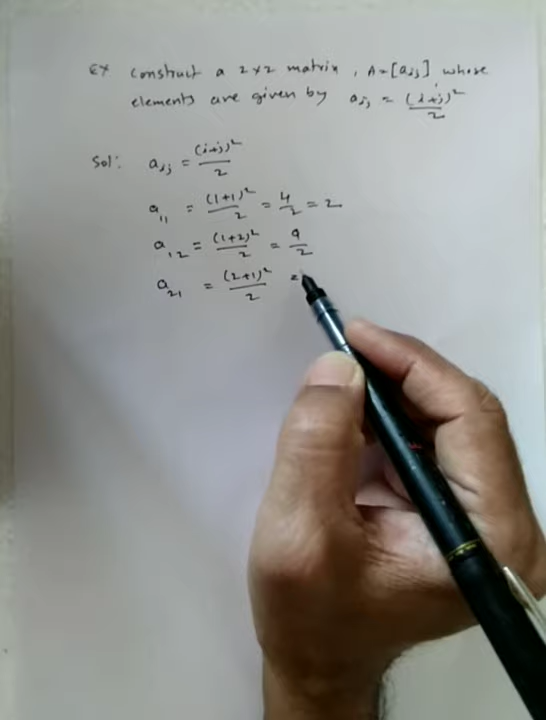 Ex Construct a 2×2 matrix, A=[aij] whose
elements are given by aij = (i+j)²/2
Sol: aij = (i+j)²/2
a11 = (1+1)²/2 = 4/2 = 2
a12 = (1+2)²/2 = 9/2
a21 = (2+1)²/2 =